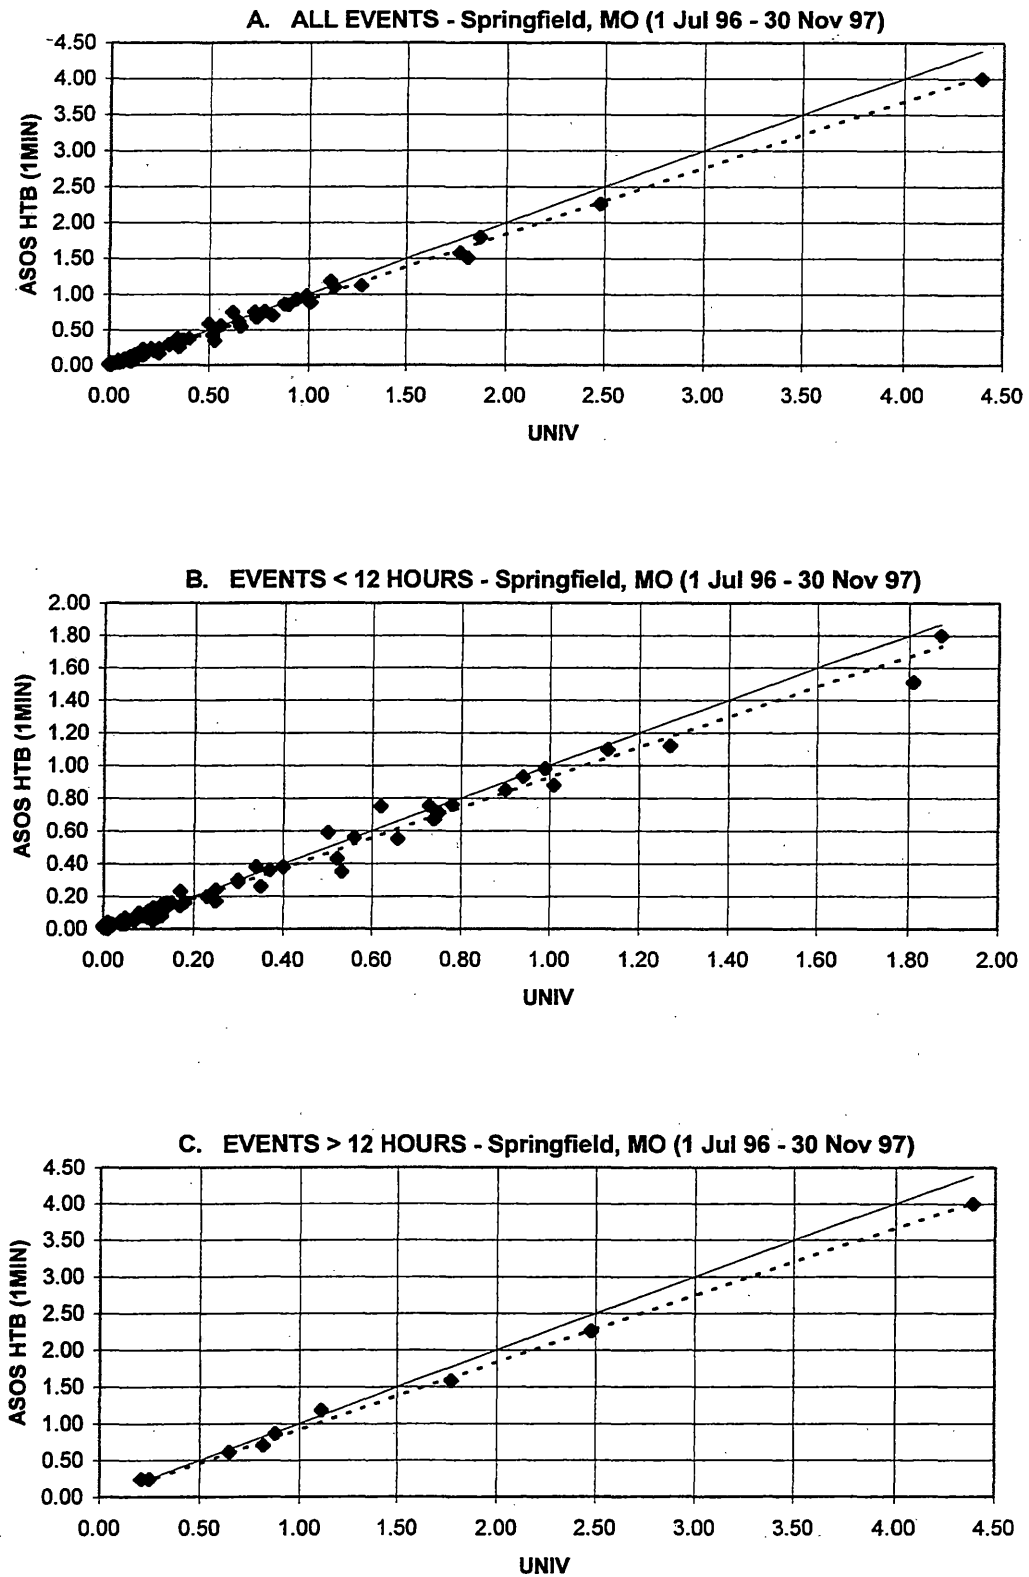 A. ALL EVENTS - Springfield, MO (1 Jul 96 - 30 Nov 97)
4.50
4.00
3.50
3.00
2.50
2.00
1.50
1.00
0.50
0.00
ASOS HTB (1MIN)
0.00 0.50 1.00 1.50 2.00 2.50 3.00 3.50 4.00 4.50
UNIV
B. EVENTS < 12 HOURS - Springfield, MO (1 Jul 96 - 30 Nov 97)
2.00
1.80
1.60
1.40
1.20
1.00
0.80
0.60
0.40
0.20
0.00
ASOS HTB (1MIN)
0.00 0.20 0.40 0.60 0.80 1.00 1.20 1.40 1.60 1.80 2.00
UNIV
C. EVENTS > 12 HOURS - Springfield, MO (1 Jul 96 - 30 Nov 97)
4.50
4.00
3.50
3.00
2.50
2.00
1.50
1.00
0.50
0.00
ASOS HTB (1MIN)
0.00 0.50 1.00 1.50 2.00 2.50 3.00 3.50 4.00 4.50
UNIV